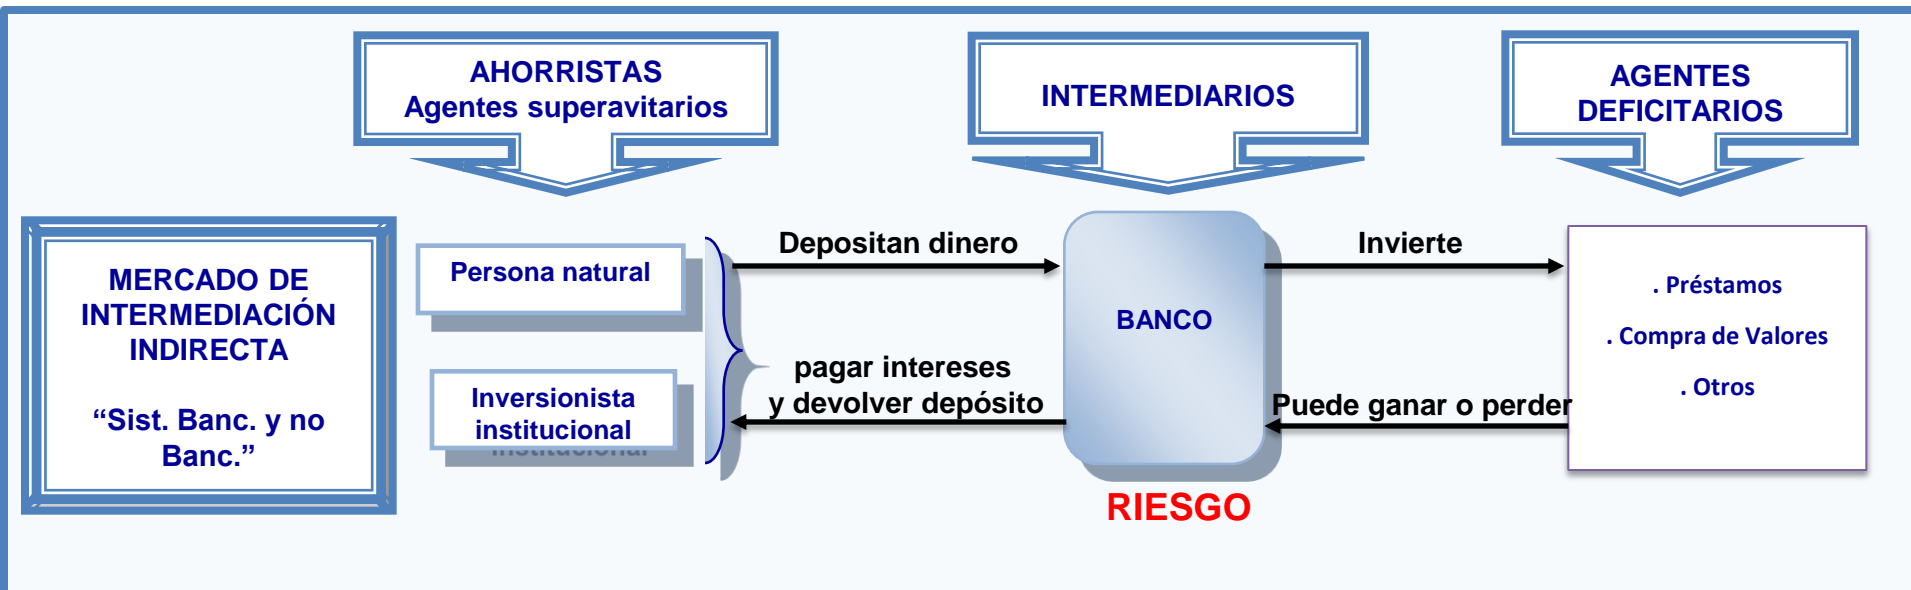 AHORRISTAS
Agentes superavitarios
INTERMEDIARIOS
AGENTES
DEFICITARIOS
MERCADO DE
INTERMEDIACIÓN
INDIRECTA
“Sist. Banc. y no
Banc.”
Persona natural
Inversionista
institucional
Depositan dinero
pagar intereses
y devolver depósito
BANCO
RIESGO
Invierte
Puede ganar o perder
. Préstamos
. Compra de Valores
. Otros